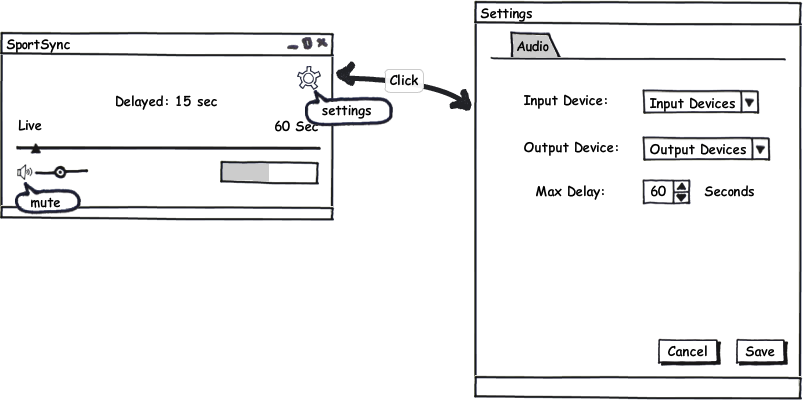 SportSync
Delayed: 15 sec
settings
Live
60 Sec
mute
Click
Settings
Audio
Input Device:
Input Devices
Output Device:
Output Devices
Max Delay:
60
Seconds
Cancel
Save